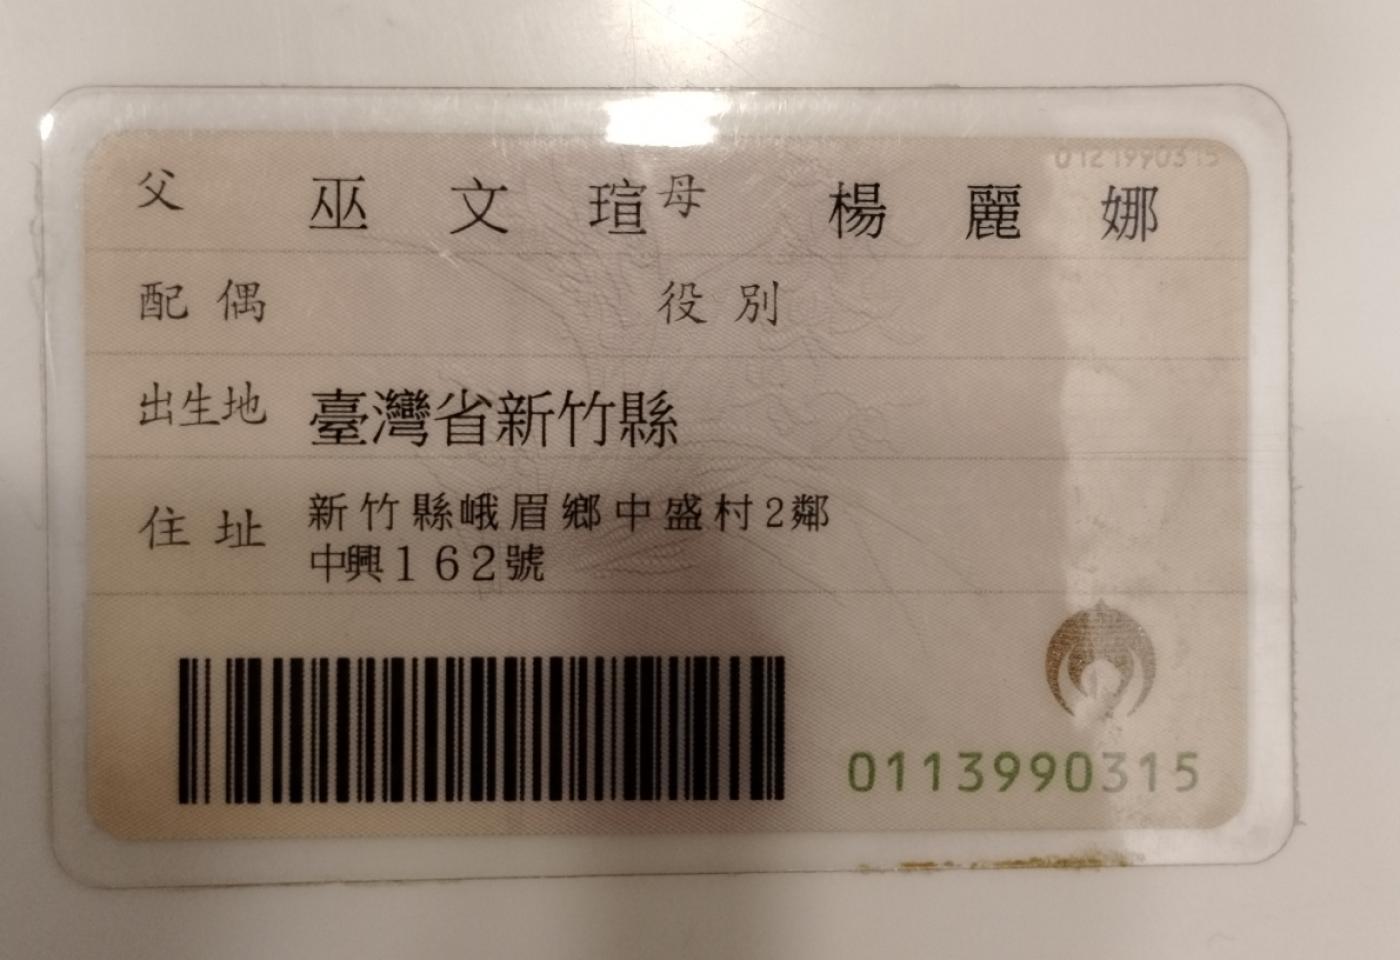 0121990315
父 巫文瑄 母 楊麗娜
配偶 役別
出生地 臺灣省新竹縣
住址 新竹縣峨眉鄉中盛村2鄰
中興162號
0113990315